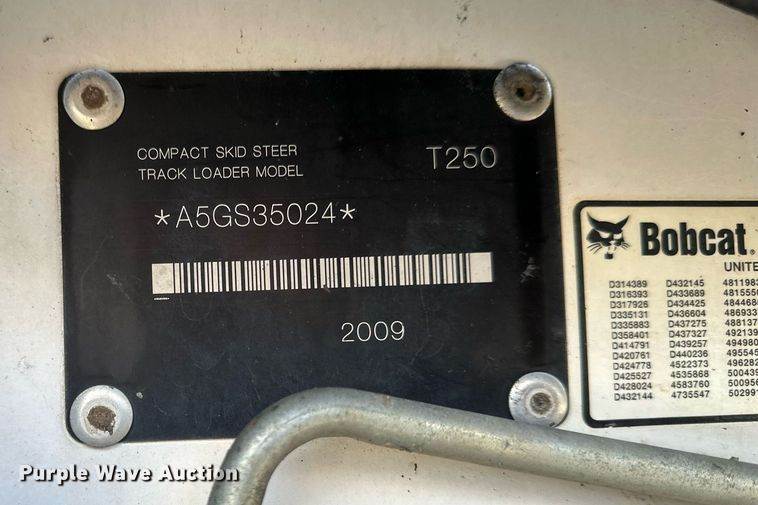 COMPACT SKID STEER
TRACK LOADER MODEL
T250
*A5GS35024*
2009
Bobcat
D314389 D432145
D316393 D433689
D317926 D434425
D335131 D436604
D335883 D437275
D358401 D437327
D414791 D439257
D420761 D440236
D424778 4522373
D425527 4535868
D428024 4583760
D432144 4735547
Purple Wave Auction